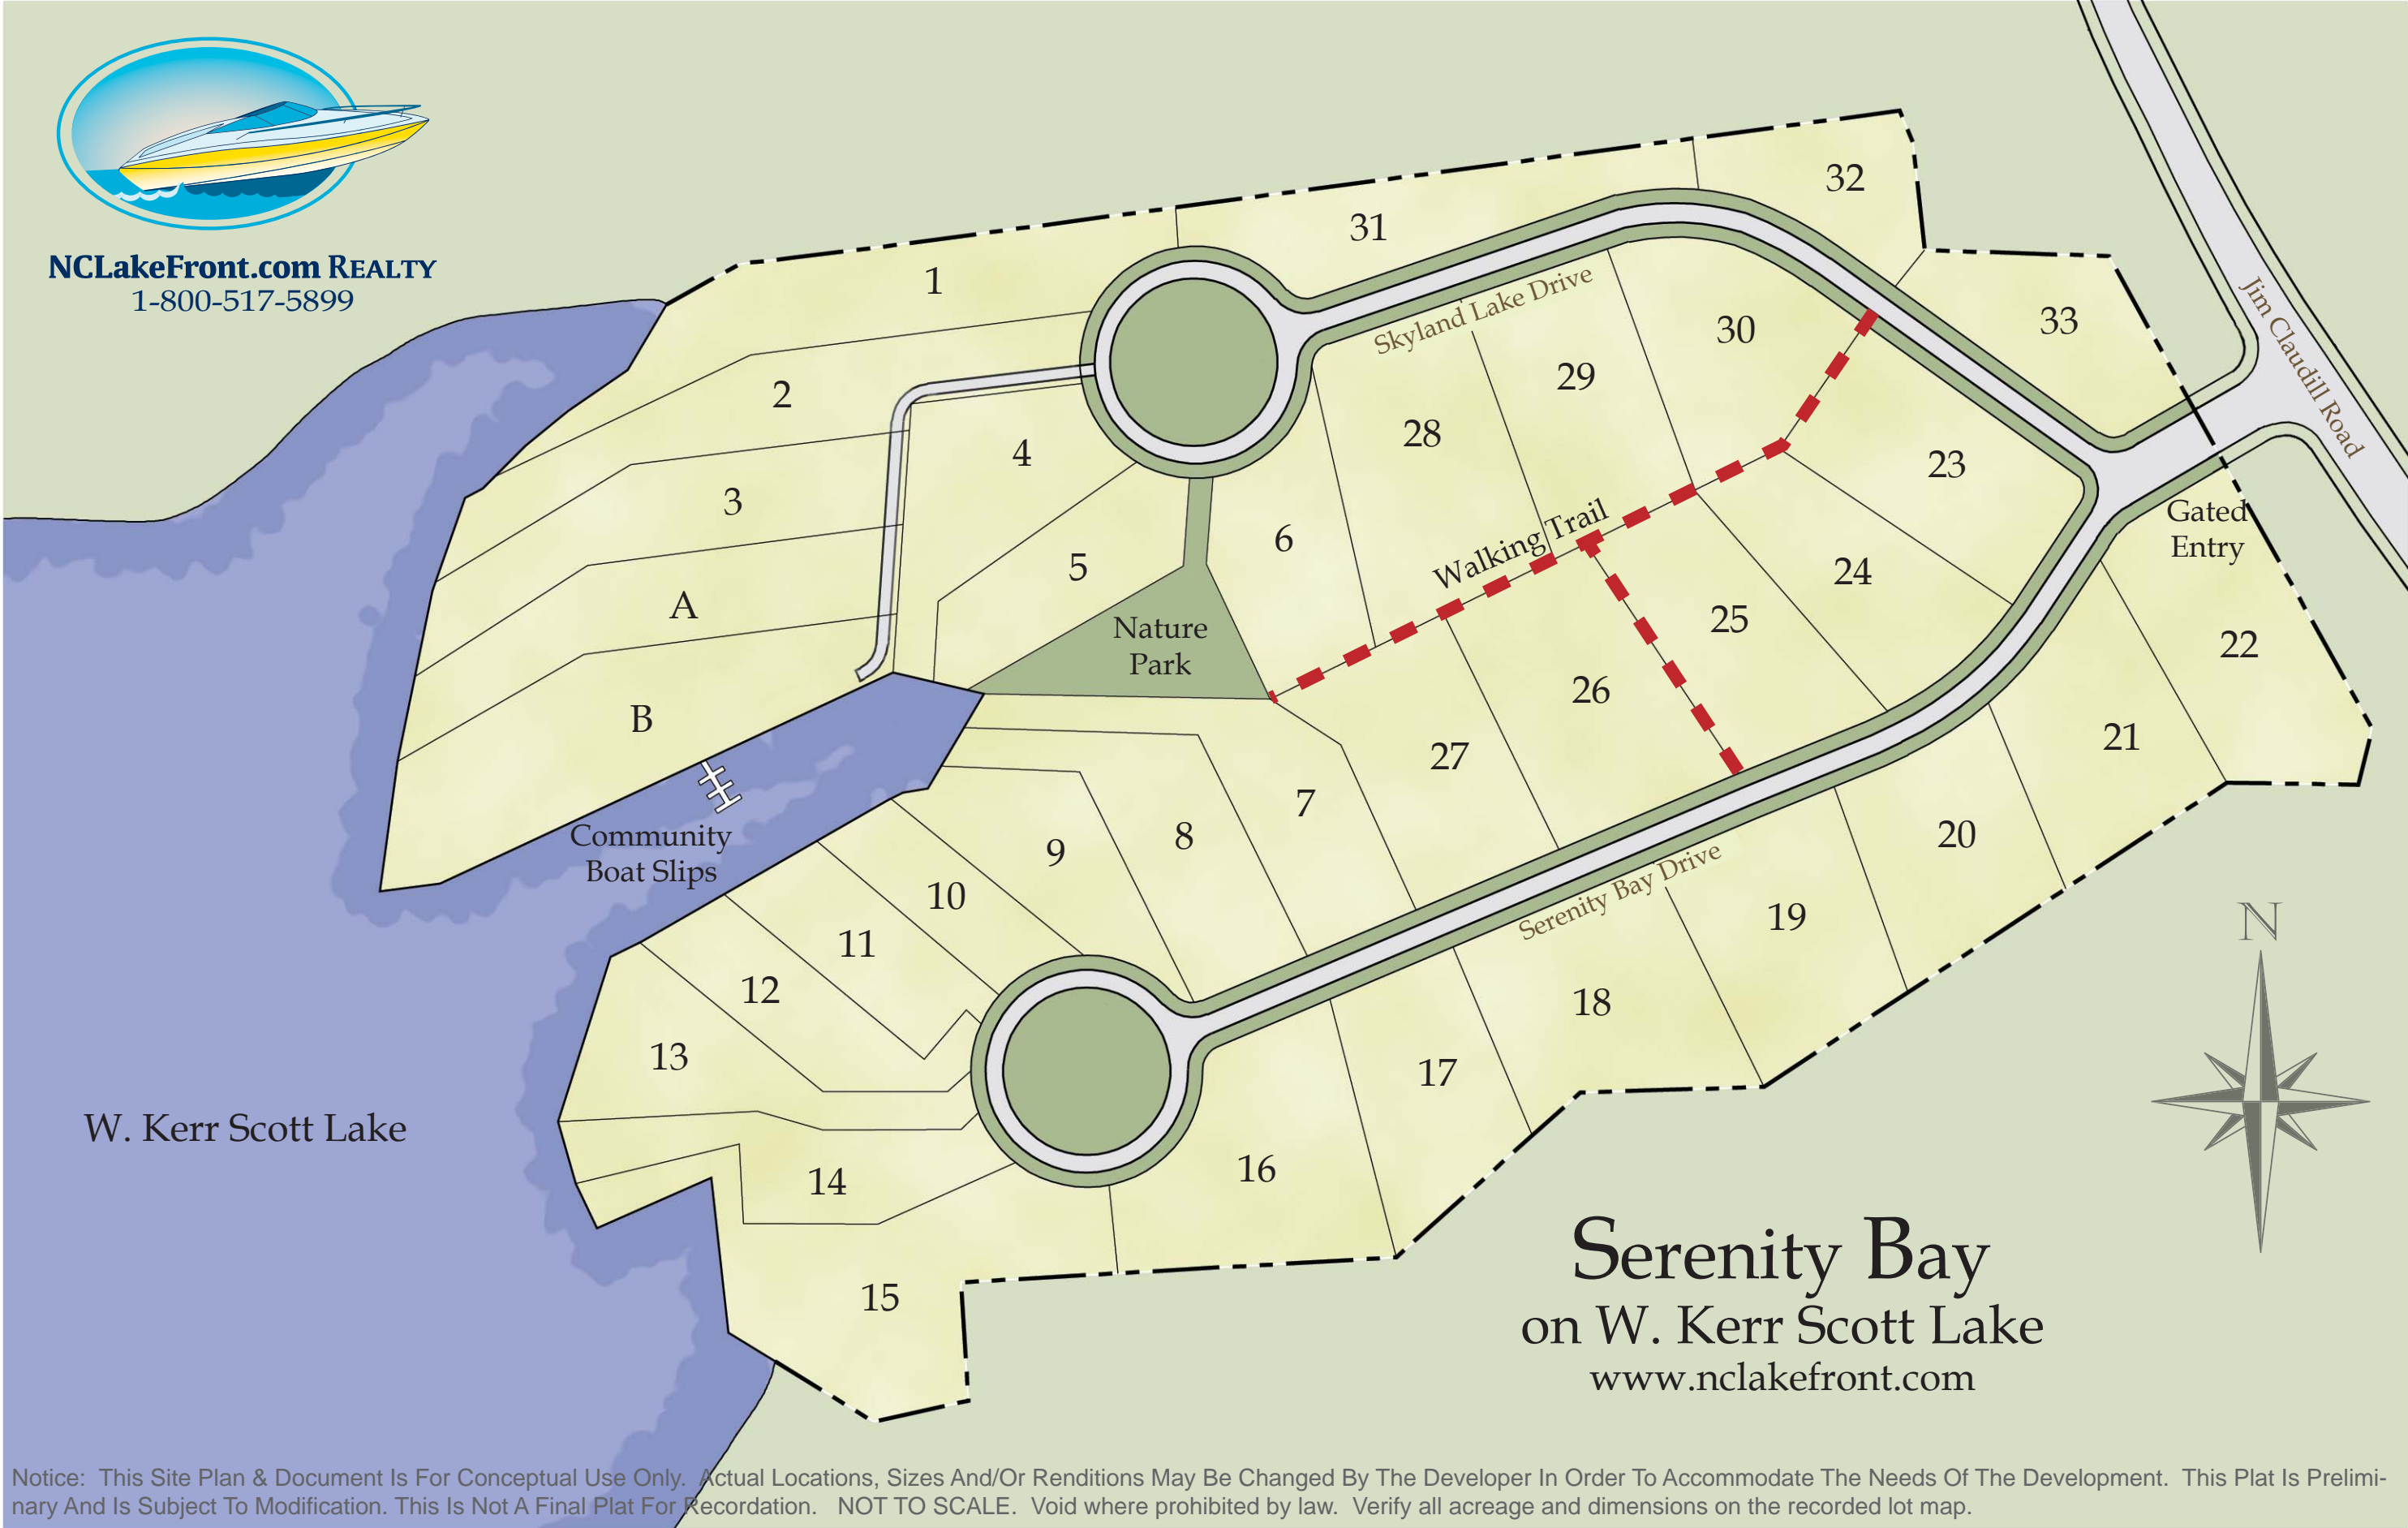 NCLakeFront.com REALTY
1-800-517-5899
32
31
1
33
Jim Claudill Road
Skyland Lake Drive
30
29
2
28
4
23
3
Gated
Entry
6
Walking Trail
5
24
A
25
Nature
Park
22
26
B
21
27
7
Community
Boat Slips
8
9
20
Serenity Bay Drive
10
19
N
11
12
18
13
17
W. Kerr Scott Lake
14
16
15
Serenity Bay
on W. Kerr Scott Lake
www.nclakefront.com
Notice: This Site Plan & Document Is For Conceptual Use Only. Actual Locations, Sizes And/Or Renditions May Be Changed By The Developer In Order To Accommodate The Needs Of The Development. This Plat Is Prelimi-
nary And Is Subject To Modification. This Is Not A Final Plat For Recordation. NOT TO SCALE. Void where prohibited by law. Verify all acreage and dimensions on the recorded lot map.